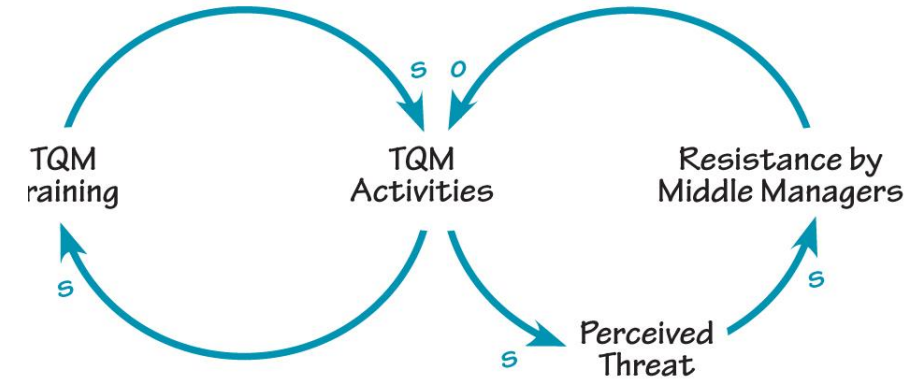 S O
TQM
raining
TQM
Activities
Resistance by
Middle Managers
S
S
Perceived
Threat
S